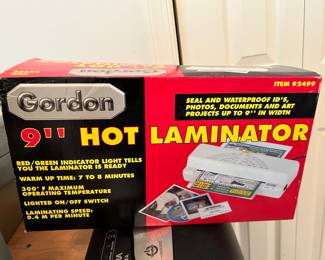 Gordon
ITEM 92499
SEAL AND WATERPROOF ID'S,
PHOTOS, DOCUMENTS AND ART
PROJECTS UP TO 9" IN WIDTH
9" HOT LAMINATOR
RED/GREEN INDICATOR LIGHT TELLS
YOU THE LAMINATOR IS READY
WARM UP TIME: 7 TO 8 MINUTES
300°F MAXIMUM
OPERATING TEMPERATURE
LIGHTED ON/OFF SWITCH
LAMINATING SPEED:
0.4 M PER MINUTE